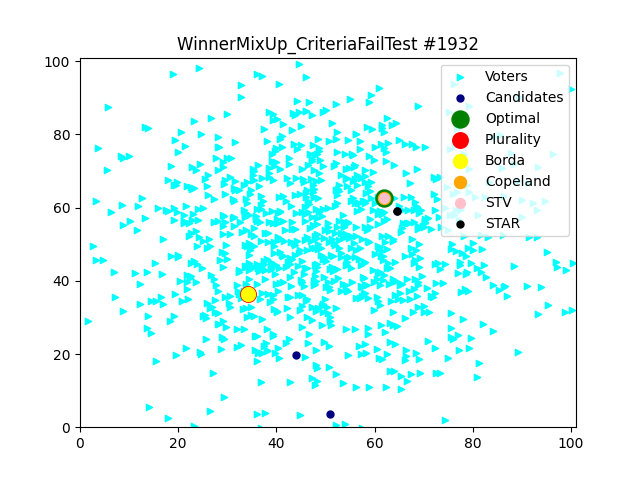 WinnerMixUp_CriteriaFailTest #1932
100
80
60
40
20
0
0
20
40
60
80
100
Voters
Candidates
Optimal
Plurality
Borda
Copeland
STV
STAR